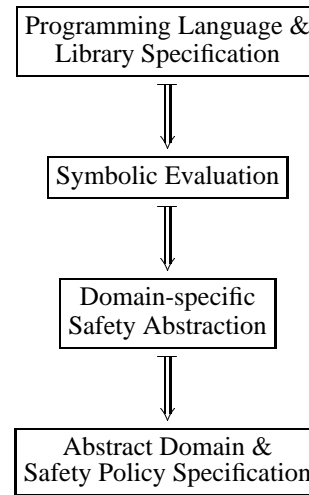 Programming Language &
Library Specification
Symbolic Evaluation
Domain-specific
Safety Abstraction
Abstract Domain &
Safety Policy Specification